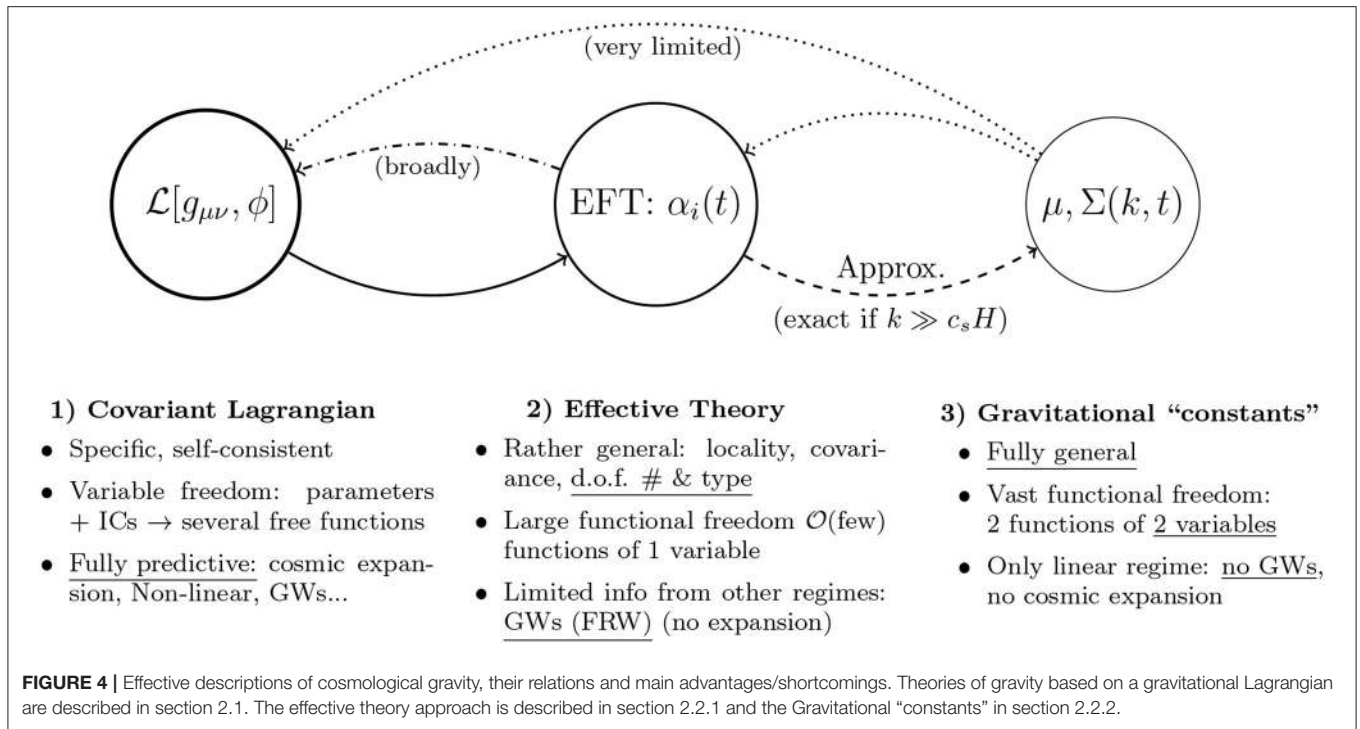 (very limited)
(broadly)
ℒ[g_{μν}, ϕ]
EFT: α_i(t)
μ, Σ(k, t)
Approx.
(exact if k ≫ c_s H)
1) Covariant Lagrangian
• Specific, self-consistent
• Variable freedom: parameters
+ ICs → several free functions
• Fully predictive: cosmic expan-
sion, Non-linear, GWs...
2) Effective Theory
• Rather general: locality, covari-
ance, d.o.f. # & type
• Large functional freedom 𝒪(few)
functions of 1 variable
• Limited info from other regimes:
GWs (FRW) (no expansion)
3) Gravitational “constants”
• Fully general
• Vast functional freedom:
2 functions of 2 variables
• Only linear regime: no GWs,
no cosmic expansion
FIGURE 4 | Effective descriptions of cosmological gravity, their relations and main advantages/shortcomings. Theories of gravity based on a gravitational Lagrangian
are described in section 2.1. The effective theory approach is described in section 2.2.1 and the Gravitational “constants” in section 2.2.2.